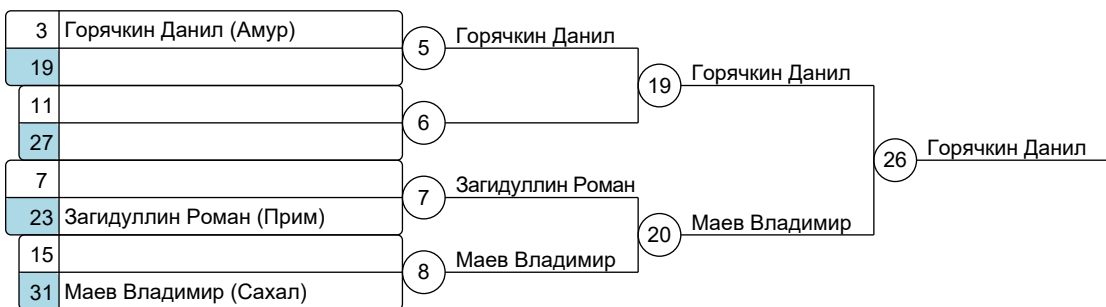 3 Горячкин Данил (Амур)
19
5 Горячкин Данил
11
27
6
19 Горячкин Данил
7
23 Загидуллин Роман (Прим)
7 Загидуллин Роман
15
31 Маев Владимир (Сахал)
8 Маев Владимир
20 Маев Владимир
26 Горячкин Данил